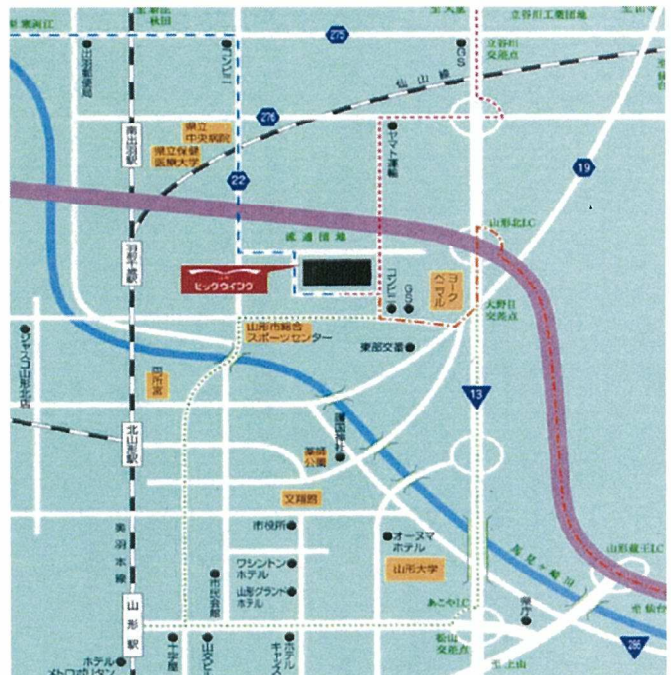 至 天童
立谷川工業団地
275
出羽郵便局
コンビニ
GS
立谷川
交差点
仙山線
276
県立
中央病院
県立保健
医療大学
南出羽駅
ヤマト運輸
22
19
山形北I.C
流通団地
羽前千歳駅
ビッグウイング
コンビニ
GS
ヨーク
ベニマル
大野目
交差点
山形市総合
スポーツセンター
東部交番
ジャスコ山形北店
両所宮
13
護国神社
北山形駅
薬師
公園
文翔館
市役所
オーヌマ
ホテル
奥羽本線
馬見ヶ崎川
ワシントン
ホテル
山形大学
山形蔵王I.C
市民会館
山形グランド
ホテル
あこやI.C
県庁
至 仙台
山形駅
松山
交差点
286
十字屋
ホテル
メトロポリタン
至 上山